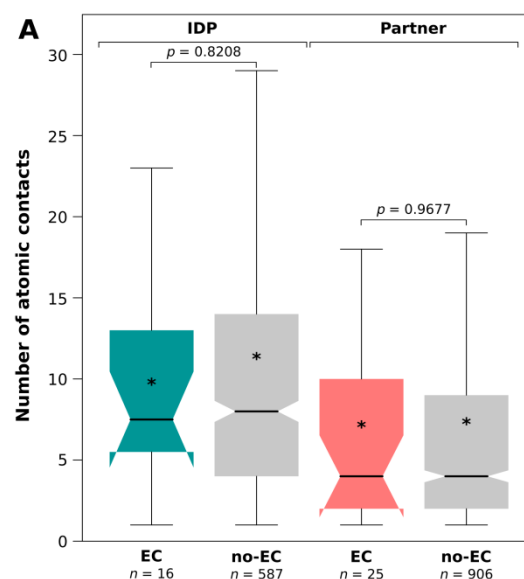 A
IDP Partner
p = 0.8208
p = 0.9677
Number of atomic contacts
30
25
20
15
10
5
0
* * * *
EC no-EC EC no-EC
n = 16 n = 587 n = 25 n = 906